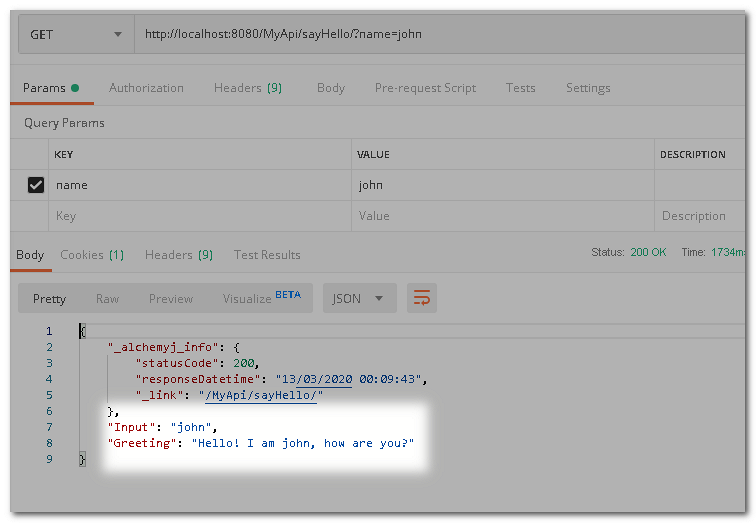 GET http://localhost:8080/MyApi/sayHello/?name=john
Params Authorization Headers (9) Body Pre-request Script Tests Settings
Query Params
KEY VALUE DESCRIPTION
name john
Key Value Description
Body Cookies (1) Headers (9) Test Results Status: 200 OK Time: 1734ms
Pretty Raw Preview Visualize BETA JSON
1 {
2 "_alchemyj_info": {
3 "statusCode": 200,
4 "responseDatetime": "13/03/2020 00:09:43",
5 "_link": "/MyApi/sayHello/"
6 },
7 "Input": "john",
8 "Greeting": "Hello! I am john, how are you?"
9 }